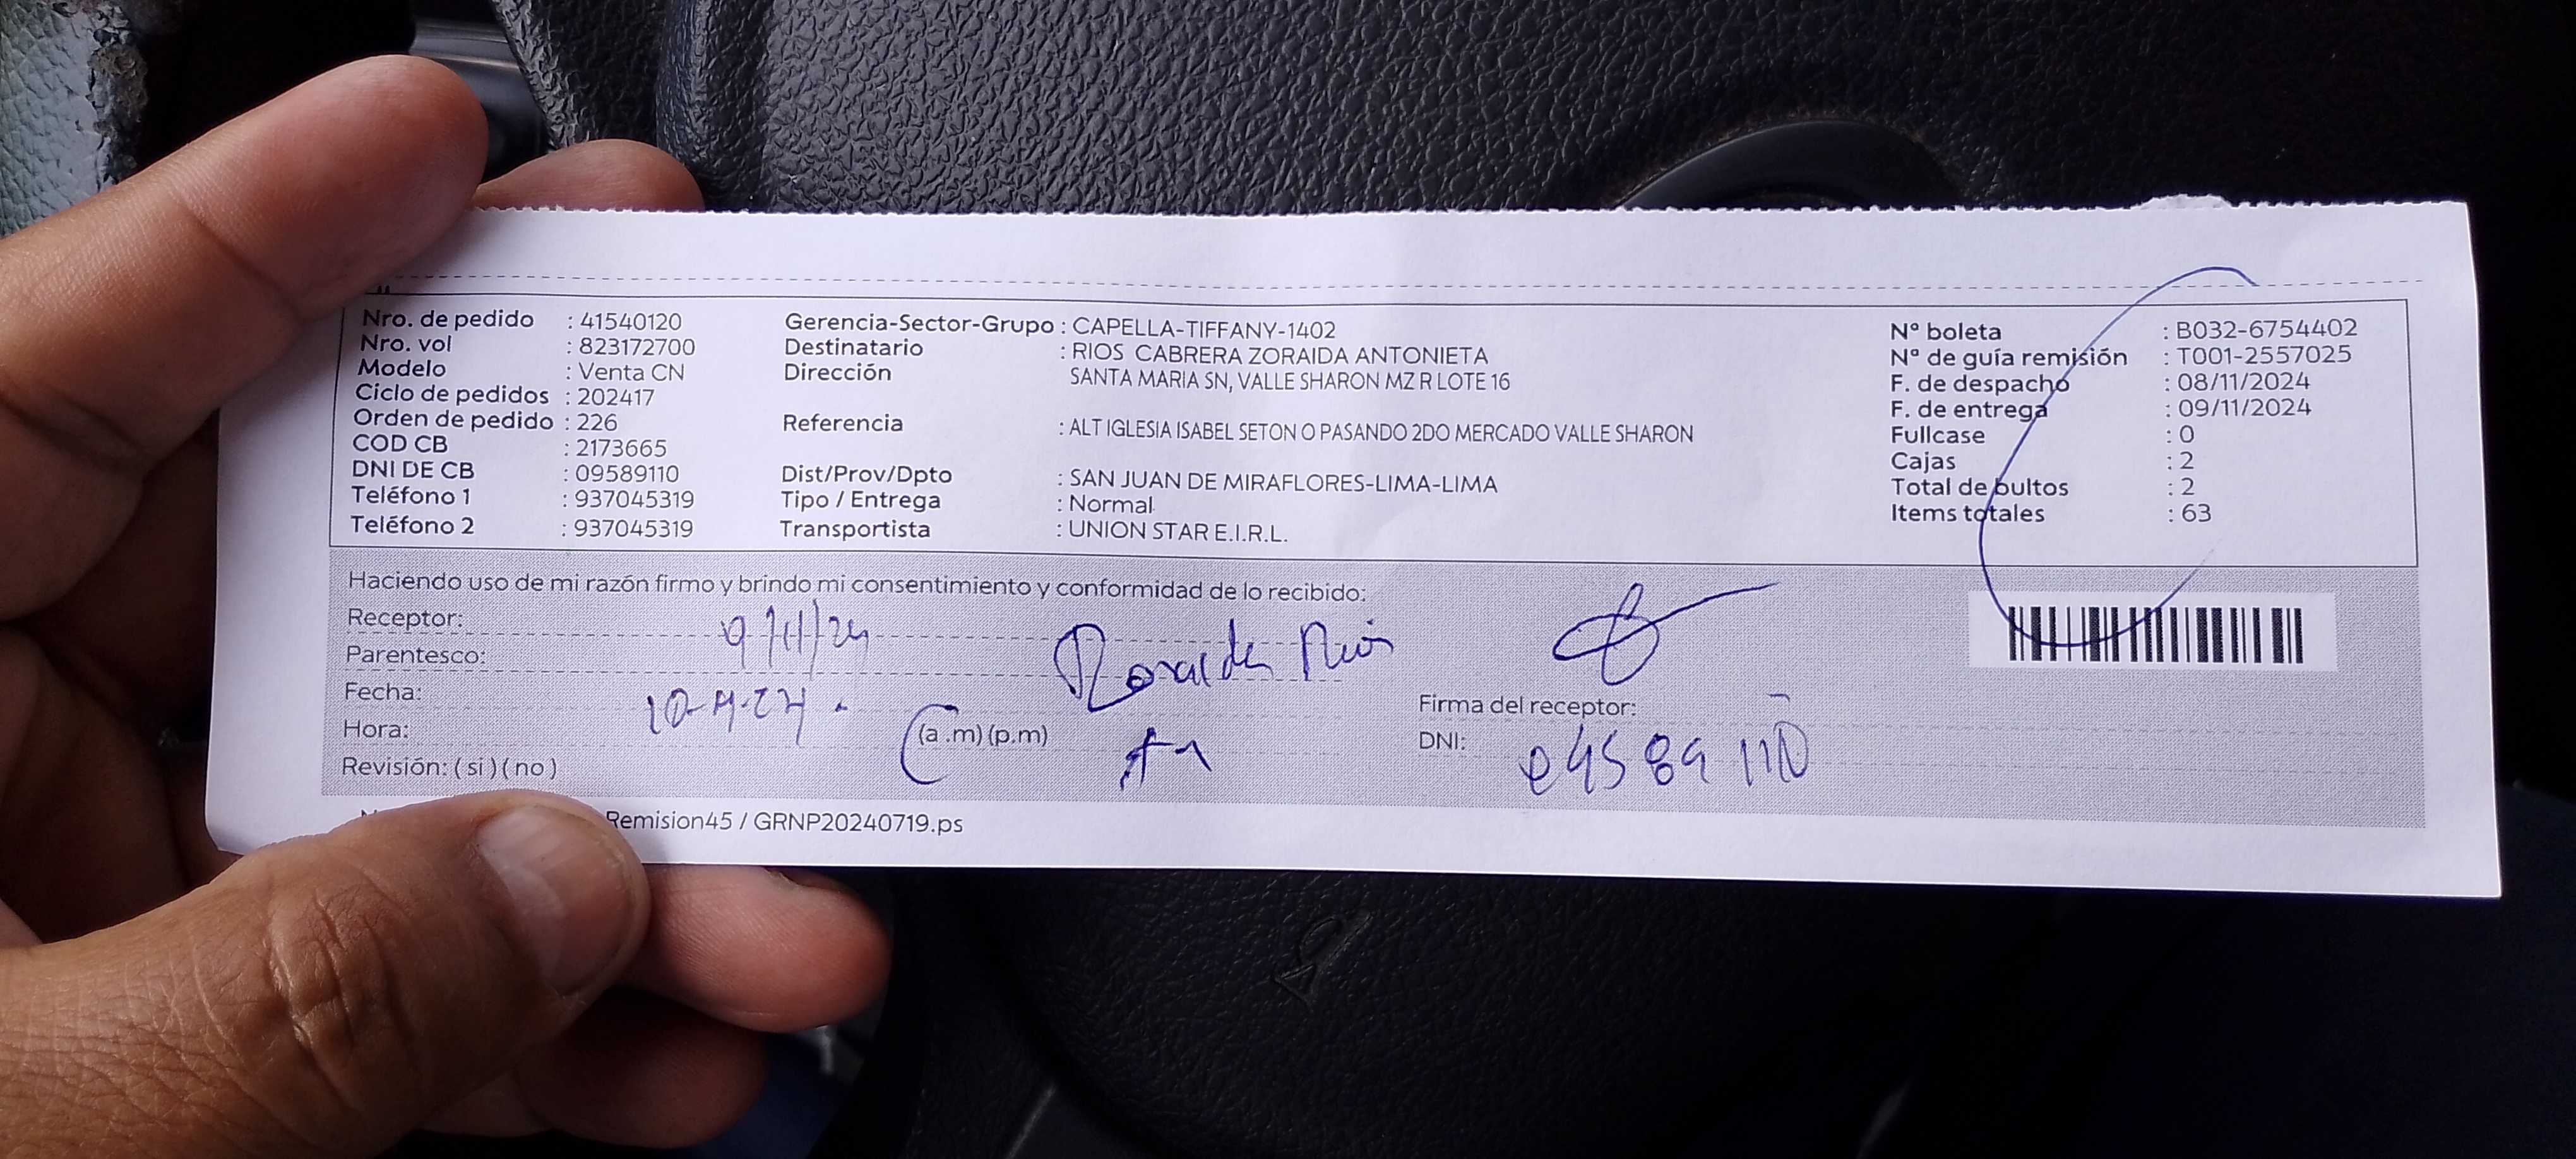 Nro. de pedido : 41540120
Nro. vol : 823172700
Modelo : Venta CN
Ciclo de pedidos : 202417
Orden de pedido : 226
COD CB : 2173665
DNI DE CB : 09589110
Teléfono 1 : 937045319
Teléfono 2 : 937045319
Gerencia-Sector-Grupo : CAPELLA-TIFFANY-1402
Destinatario : RIOS CABRERA ZORAIDA ANTONIETA
Dirección SANTA MARIA SN, VALLE SHARON MZ R LOTE 16
Referencia : ALT IGLESIA ISABEL SETON O PASANDO 2DO MERCADO VALLE SHARON
Dist/Prov/Dpto : SAN JUAN DE MIRAFLORES-LIMA-LIMA
Tipo / Entrega : Normal
Transportista : UNION STAR E.I.R.L.
Nº boleta : B032-6754402
Nº de guía remisión : T001-2557025
F. de despacho : 08/11/2024
F. de entrega : 09/11/2024
Fullcase : 0
Cajas : 2
Total de bultos : 2
Items totales : 63
Haciendo uso de mi razón firmo y brindo mi consentimiento y conformidad de lo recibido:
Receptor: 9/11/24
Parentesco:
Fecha:
Hora: (a .m) (p.m)
Revisión: ( si ) ( no )
Firma del receptor:
DNI:
Remision45 / GRNP20240719.ps